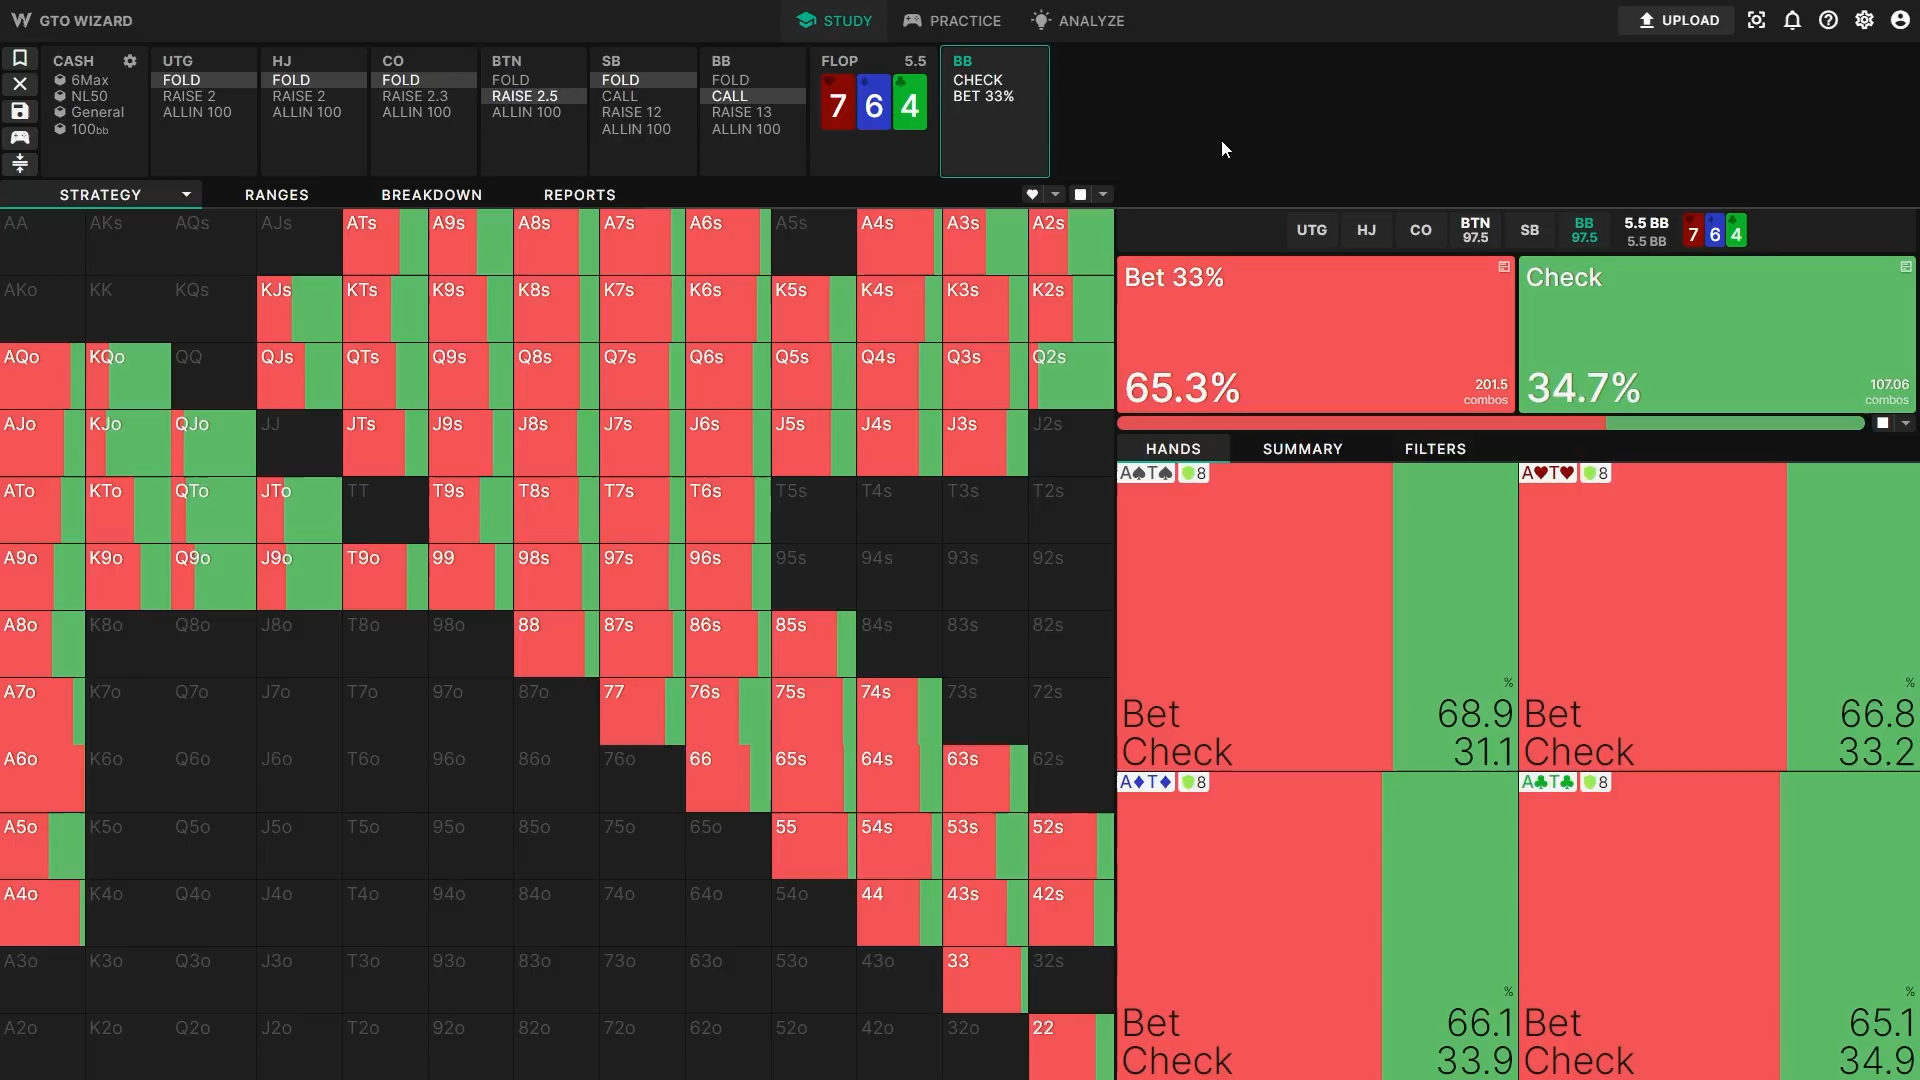 GTO WIZARD
STUDY
PRACTICE
ANALYZE
UPLOAD
CASH
6Max
NL50
General
100bb
UTG
FOLD
RAISE 2
ALLIN 100
HJ
FOLD
RAISE 2
ALLIN 100
CO
FOLD
RAISE 2.3
ALLIN 100
BTN
FOLD
RAISE 2.5
ALLIN 100
SB
FOLD
CALL
RAISE 12
ALLIN 100
BB
FOLD
CALL
RAISE 13
ALLIN 100
FLOP 5.5
7 6 4
BB
CHECK
BET 33%
STRATEGY
RANGES
BREAKDOWN
REPORTS
AA AKs AQs AJs ATs A9s A8s A7s A6s A5s A4s A3s A2s
AKo KK KQs KJs KTs K9s K8s K7s K6s K5s K4s K3s K2s
AQo KQo QQ QJs QTs Q9s Q8s Q7s Q6s Q5s Q4s Q3s Q2s
AJo KJo QJo JJ JTs J9s J8s J7s J6s J5s J4s J3s J2s
ATo KTo QTo JTo TT T9s T8s T7s T6s T5s T4s T3s T2s
A9o K9o Q9o J9o T9o 99 98s 97s 96s 95s 94s 93s 92s
A8o K8o Q8o J8o T8o 98o 88 87s 86s 85s 84s 83s 82s
A7o K7o Q7o J7o T7o 97o 87o 77 76s 75s 74s 73s 72s
A6o K6o Q6o J6o T6o 96o 86o 76o 66 65s 64s 63s 62s
A5o K5o Q5o J5o T5o 95o 85o 75o 65o 55 54s 53s 52s
A4o K4o Q4o J4o T4o 94o 84o 74o 64o 54o 44 43s 42s
A3o K3o Q3o J3o T3o 93o 83o 73o 63o 53o 43o 33 32s
A2o K2o Q2o J2o T2o 92o 82o 72o 62o 52o 42o 32o 22
UTG
HJ
CO
BTN
97.5
SB
BB
97.5
5.5 BB
5.5 BB
7 6 4
Bet 33%
65.3%
201.5
combos
Check
34.7%
107.06
combos
HANDS
SUMMARY
FILTERS
A♠T♠ 8
%
Bet 68.9
Check 31.1
A♥T♥ 8
%
Bet 66.8
Check 33.2
A♦T♦ 8
%
Bet 66.1
Check 33.9
A♣T♣ 8
%
Bet 65.1
Check 34.9